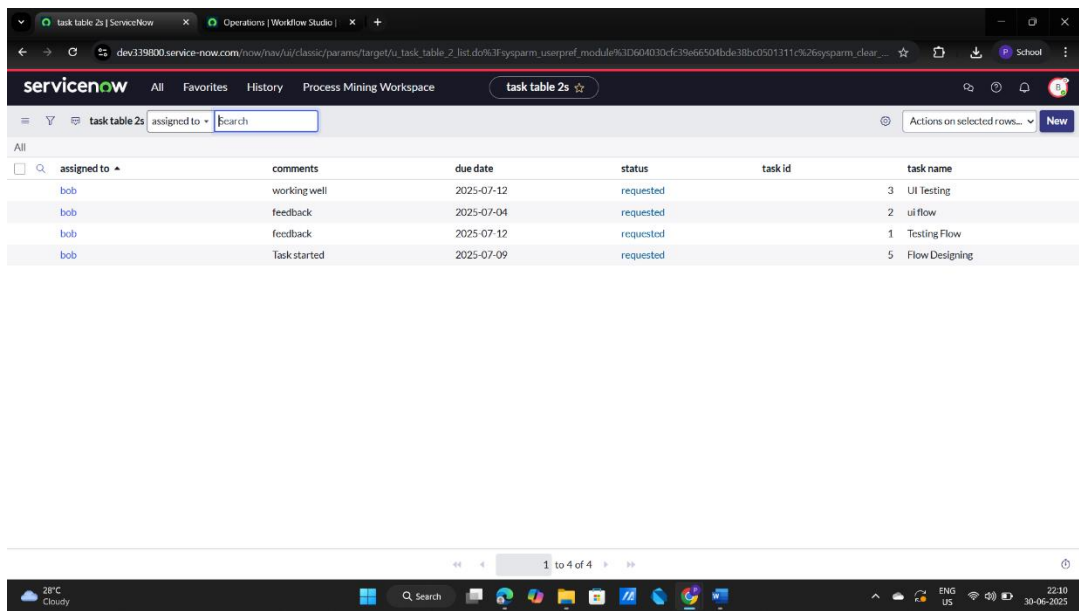 task table 2s | ServiceNow
Operations | Workflow Studio |
dev339800.service-now.com/now/nav/ui/classic/params/target/u_task_table_2_list.do%3Fsysparm_userpref_module%3D604030cfc39e66504bde38bc0501311c%26sysparm_clear_...
P School
servicenow All Favorites History Process Mining Workspace task table 2s B
task table 2s assigned to Search Actions on selected rows... New
All
assigned to comments due date status task id task name
bob working well 2025-07-12 requested 3 UI Testing
bob feedback 2025-07-04 requested 2 ui flow
bob feedback 2025-07-12 requested 1 Testing Flow
bob Task started 2025-07-09 requested 5 Flow Designing
1 to 4 of 4
28°C
Cloudy
Search
ENG
US
22:10
30-06-2025